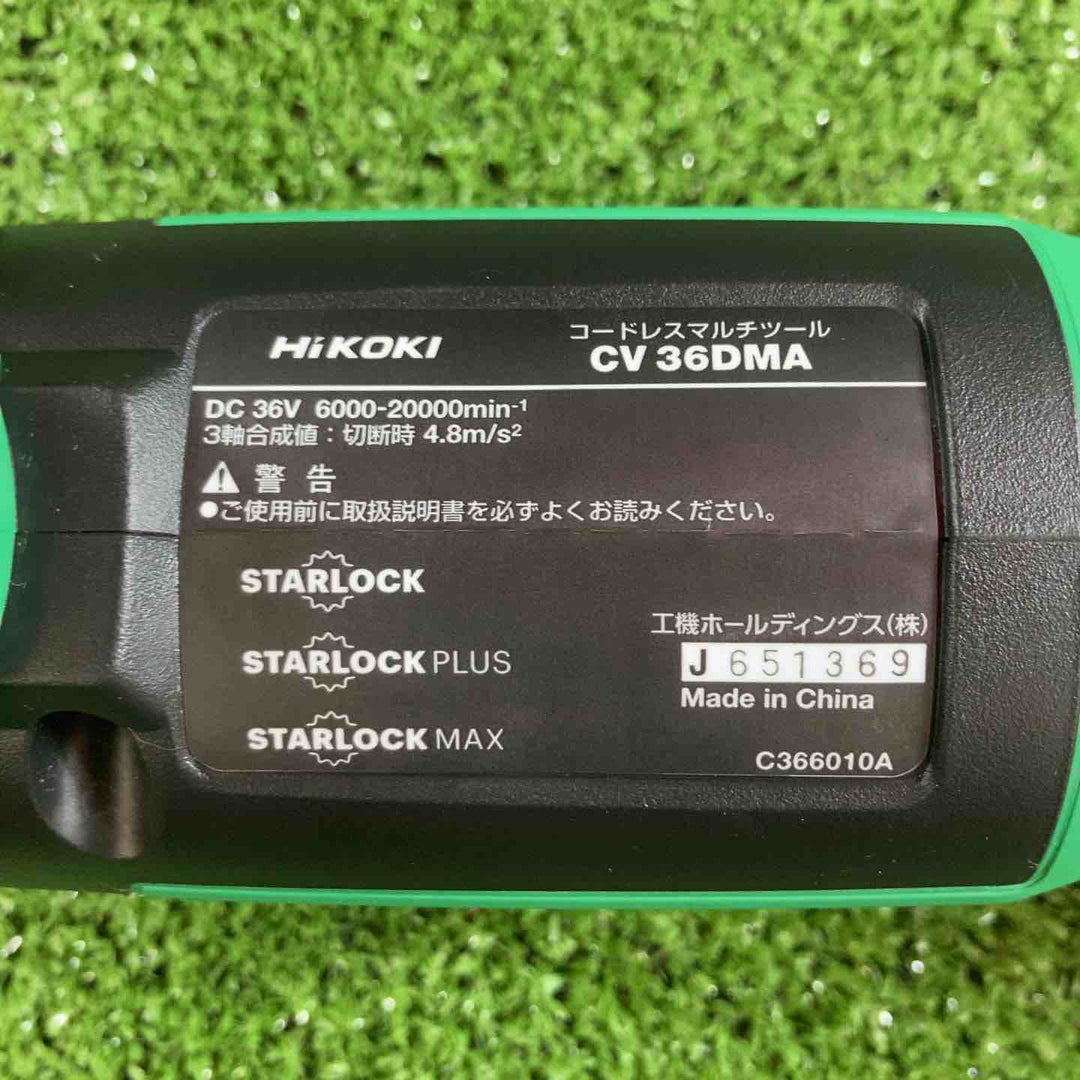 HiKOKI
コードレスマルチツール
CV 36DMA
DC 36V 6000-20000min⁻¹
3軸合成値：切断時 4.8m/s²
警告
●ご使用前に取扱説明書を必ずよくお読みください。
STARLOCK
STARLOCK PLUS
STARLOCK MAX
工機ホールディングス(株)
J 651369
Made in China
C366010A